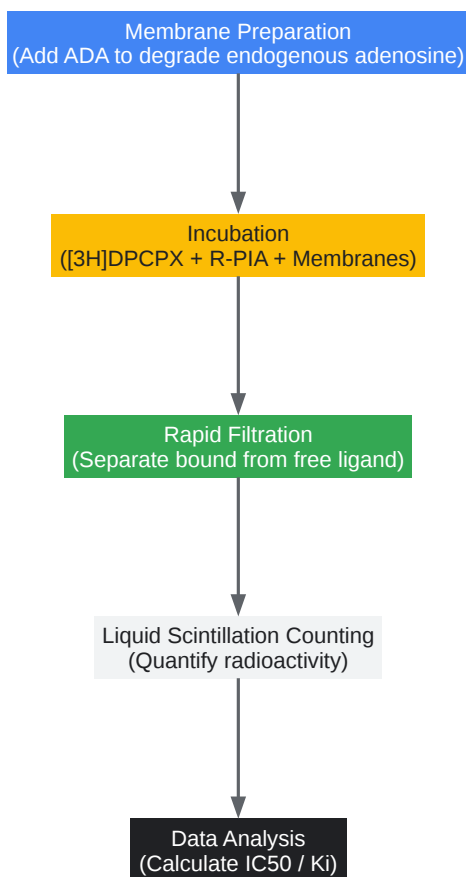 Membrane Preparation
(Add ADA to degrade endogenous adenosine)
Incubation
([3H]DPCPX + R-PIA + Membranes)
Rapid Filtration
(Separate bound from free ligand)
Liquid Scintillation Counting
(Quantify radioactivity)
Data Analysis
(Calculate IC50 / Ki)